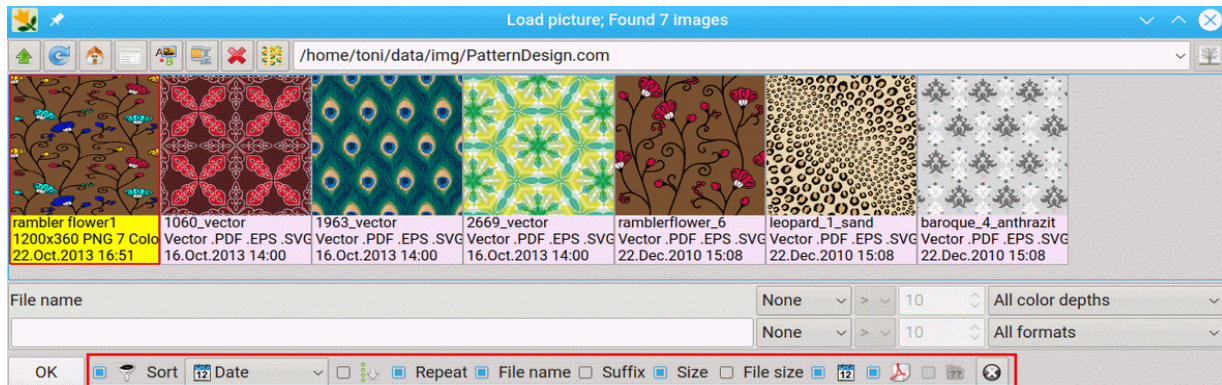 Load picture; Found 7 images
/home/toni/data/img/PatternDesign.com
rambler flower1 1060_vector 1963_vector 2669_vector ramblerflower_6 leopard_1_sand baroque_4_anthrazit
1200x360 PNG 7 Colo Vector .PDF .EPS .SVG Vector .PDF .EPS .SVG Vector .PDF .EPS .SVG Vector .PDF .EPS .SVG Vector .PDF .EPS .SVG Vector .PDF .EPS .SVG
22.Oct.2013 16:51 16.Oct.2013 14:00 16.Oct.2013 14:00 16.Oct.2013 14:00 22.Dec.2010 15:08 22.Dec.2010 15:08 22.Dec.2010 15:08
File name None > 10 All color depths
None > 10 All formats
OK Sort 12 Date Repeat File name Suffix Size File size 12 ??